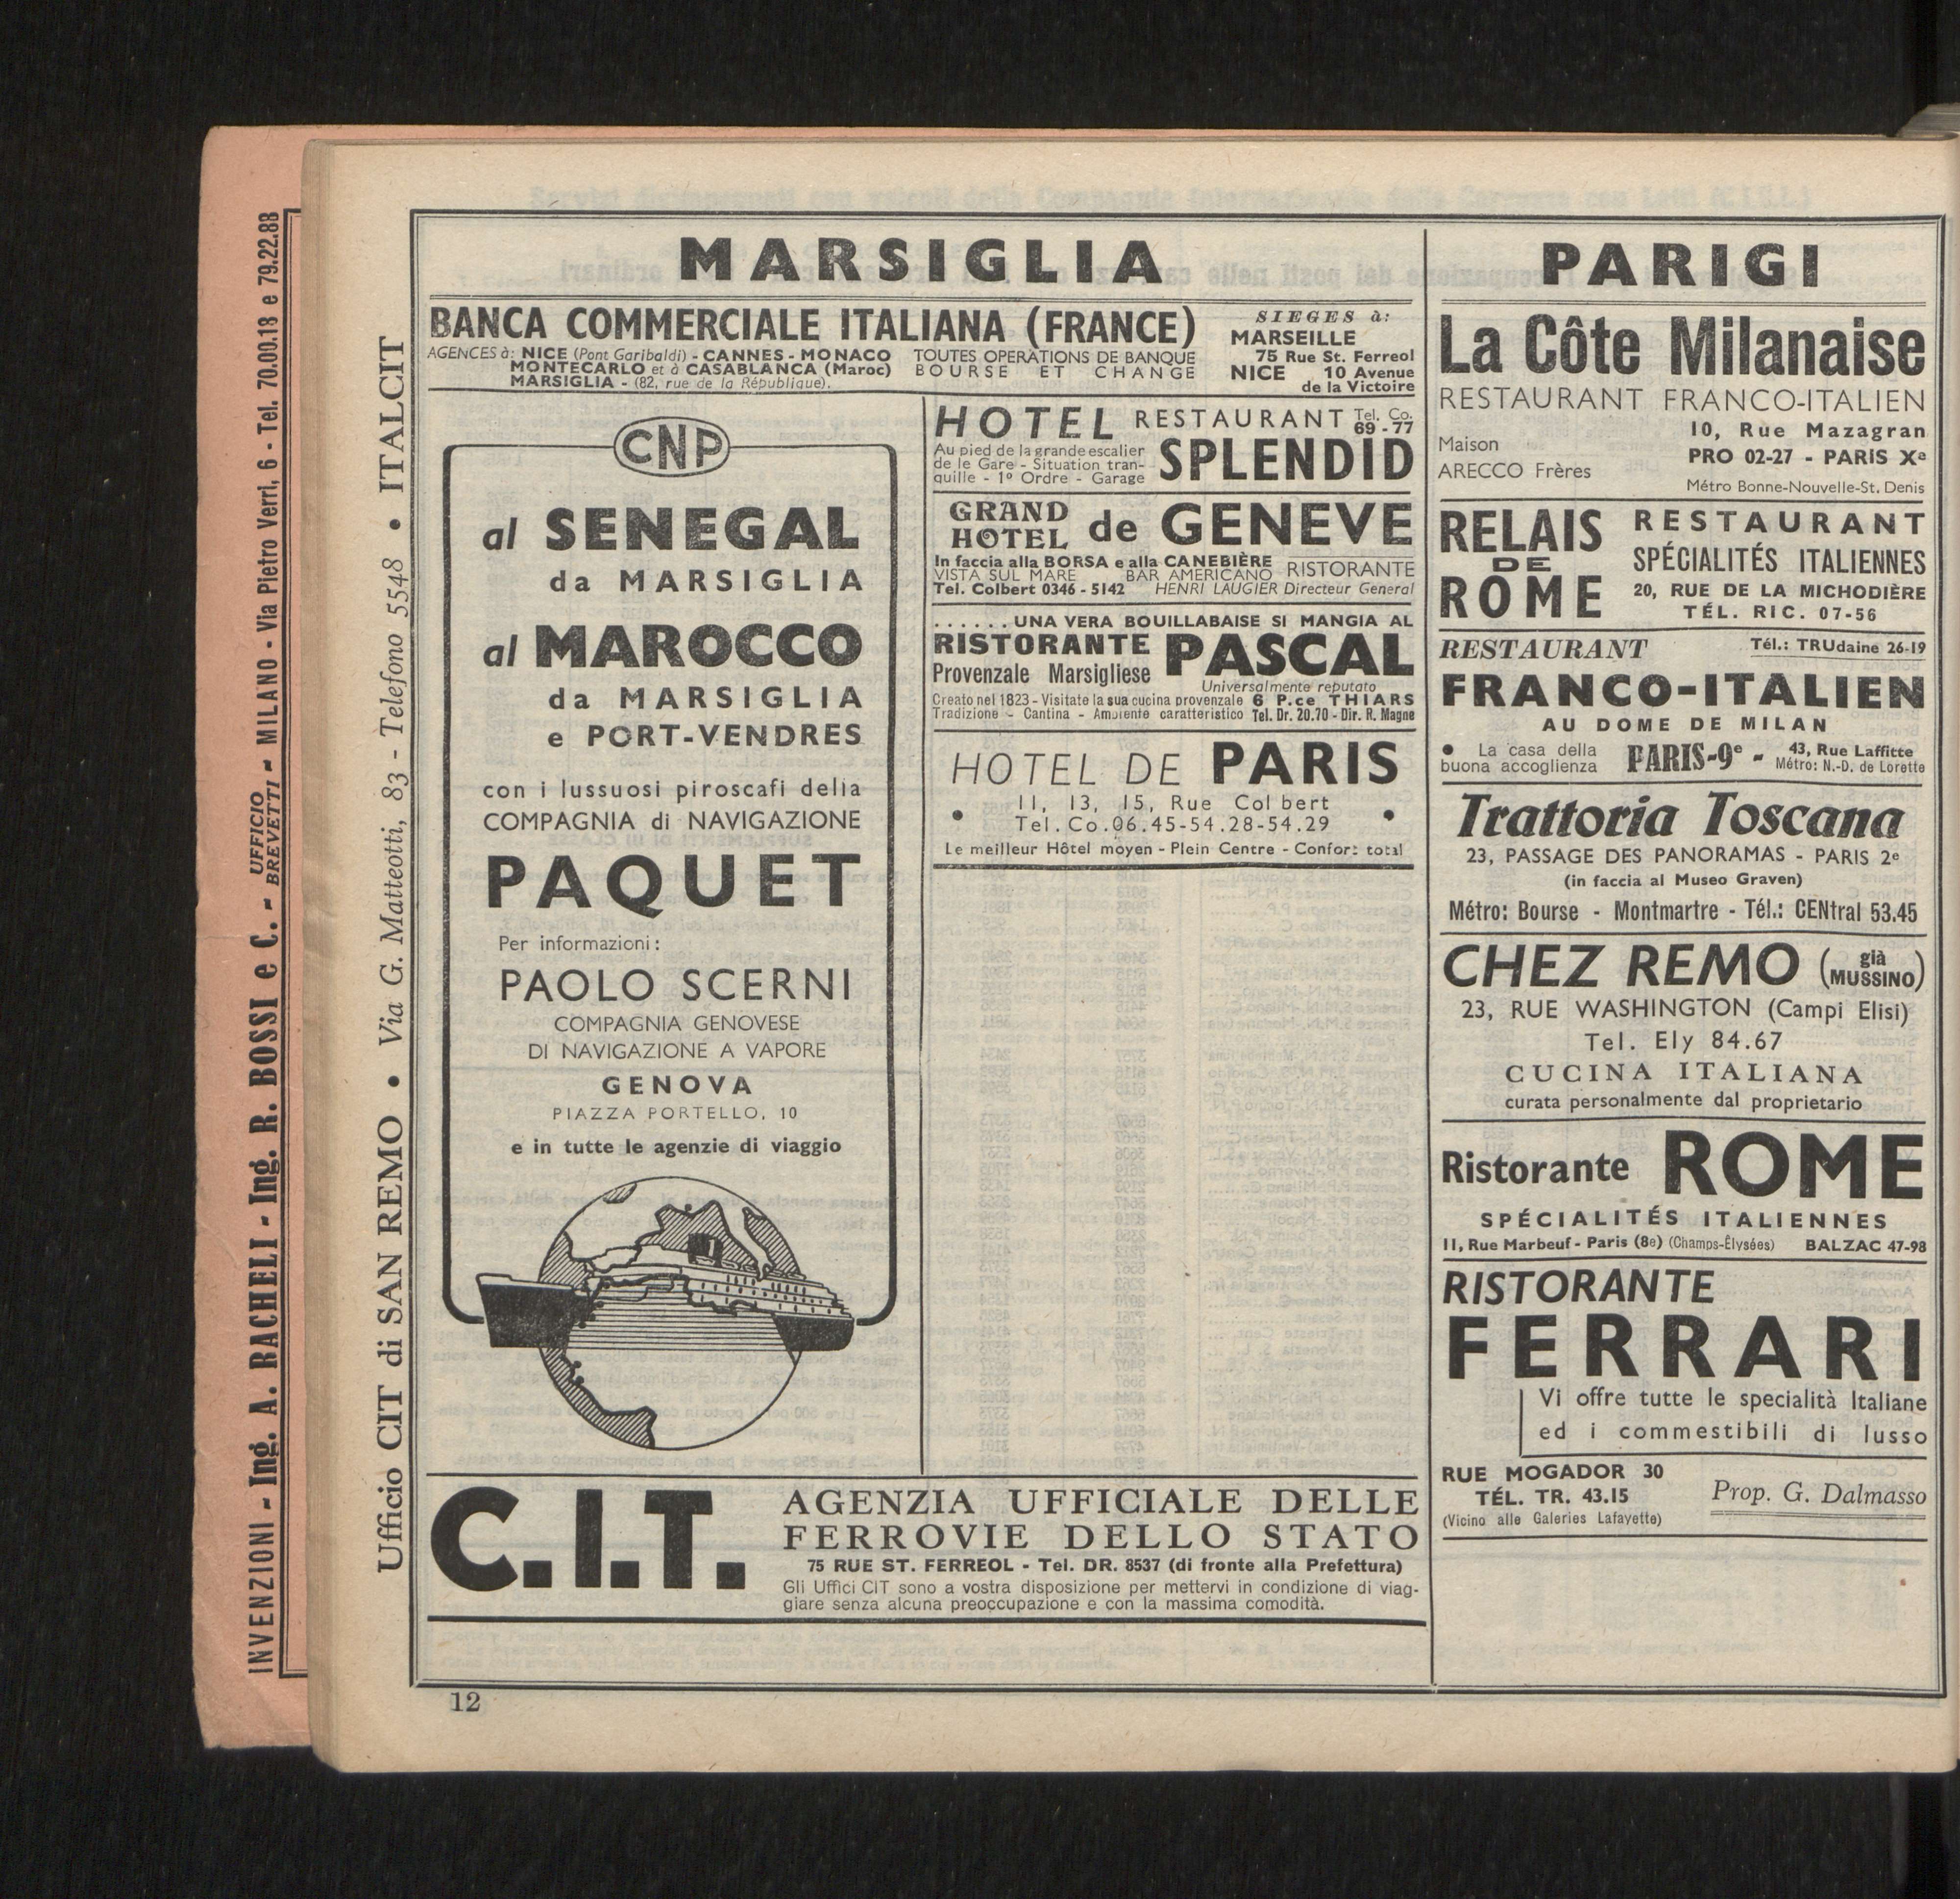 INVENZIONI - Ing. A. RACHELI - Ing. R. BOSSI e C. - UFFICIO BREVETTI - MILANO - Via Pietro Verri, 6 - Tel. 70.00.18 e 79.22.88
Ufficio CIT di SAN REMO • Via G. Matteotti, 83 - Telefono 5548 • ITALCIT
MARSIGLIA
BANCA COMMERCIALE ITALIANA (FRANCE)
AGENCES à: NICE (Pont Garibaldi) - CANNES - MONACO
MONTECARLO et à CASABLANCA (Maroc)
MARSIGLIA - (82, rue de la République).
TOUTES OPERATIONS DE BANQUE
BOURSE ET CHANGE
SIEGES à:
MARSEILLE
75 Rue St. Ferreol
NICE 10 Avenue
de la Victoire
CNP
al SENEGAL
da MARSIGLIA
al MAROCCO
da MARSIGLIA
e PORT-VENDRES
con i lussuosi piroscafi della
COMPAGNIA di NAVIGAZIONE
PAQUET
Per informazioni:
PAOLO SCERNI
COMPAGNIA GENOVESE
DI NAVIGAZIONE A VAPORE
GENOVA
PIAZZA PORTELLO, 10
e in tutte le agenzie di viaggio
HOTEL RESTAURANT Tel. Co.
69-77
Au pied de la grande escalier
de le Gare - Situation tran-
quille - 1º Ordre - Garage
SPLENDID
GRAND
HOTEL
de GENEVE
In faccia alla BORSA e alla CANEBIÈRE
VISTA SUL MARE BAR AMERICANO RISTORANTE
Tel. Colbert 0346 - 5142 HENRI LAUGIER Directeur General
...... UNA VERA BOUILLABAISE SI MANGIA AL
RISTORANTE PASCAL
Provenzale Marsigliese
Universalmente reputato
Creato nel 1823 - Visitate la sua cucina provenzale 6 P.ce THIARS
Tradizione - Cantina - Ambiente caratteristico Tel. Dr. 20.70 - Dir. R. Magne
HOTEL DE PARIS
• 11, 13, 15, Rue Colbert •
Tel. Co. 06.45-54.28-54.29
Le meilleur Hôtel moyen - Plein Centre - Confort total
C.I.T.
AGENZIA UFFICIALE DELLE
FERROVIE DELLO STATO
75 RUE ST. FERREOL - Tel. DR. 8537 (di fronte alla Prefettura)
Gli Uffici CIT sono a vostra disposizione per mettervi in condizione di viag-
giare senza alcuna preoccupazione e con la massima comodità.
PARIGI
La Côte Milanaise
RESTAURANT FRANCO-ITALIEN
Maison
ARECCO Frères
10, Rue Mazagran
PRO 02-27 - PARIS Xe
Métro Bonne-Nouvelle-St. Denis
RELAIS
DE
ROME
RESTAURANT
SPÉCIALITÉS ITALIENNES
20, RUE DE LA MICHODIÈRE
TÉL. RIC. 07-56
RESTAURANT Tél.: TRUdaine 26-19
FRANCO-ITALIEN
AU DOME DE MILAN
• La casa della
buona accoglienza
PARIS-9e -
43, Rue Laffitte
Métro: N.-D. de Lorette
Trattoria Toscana
23, PASSAGE DES PANORAMAS - PARIS 2e
(in faccia al Museo Graven)
Métro: Bourse - Montmartre - Tél.: CENtral 53.45
CHEZ REMO (già MUSSINO)
23, RUE WASHINGTON (Campi Elisi)
Tel. Ely 84.67
CUCINA ITALIANA
curata personalmente dal proprietario
Ristorante ROME
SPÉCIALITÉS ITALIENNES
11, Rue Marbeuf - Paris (8e) (Champs-Élysées) BALZAC 47-98
RISTORANTE
FERRARI
Vi offre tutte le specialità Italiane
ed i commestibili di lusso
RUE MOGADOR 30
TÉL. TR. 43.15
(Vicino alle Galeries Lafayette)
Prop. G. Dalmasso
12